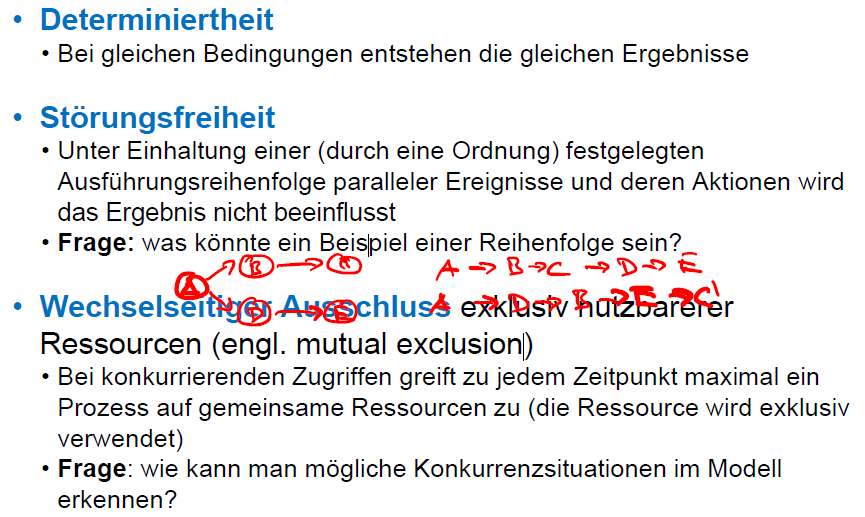 • Determiniertheit
• Bei gleichen Bedingungen entstehen die gleichen Ergebnisse
• Störungsfreiheit
• Unter Einhaltung einer (durch eine Ordnung) festgelegten
Ausführungsreihenfolge paralleler Ereignisse und deren Aktionen wird
das Ergebnis nicht beeinflusst
• Frage: was könnte ein Beispiel einer Reihenfolge sein?
A → B → C
A → B → C → D → E
D → E
A → D → B → E → C
• Wechselseitiger Ausschluss exklusiv nutzbarerer
Ressourcen (engl. mutual exclusion)
• Bei konkurrierenden Zugriffen greift zu jedem Zeitpunkt maximal ein
Prozess auf gemeinsame Ressourcen zu (die Ressource wird exklusiv
verwendet)
• Frage: wie kann man mögliche Konkurrenzsituationen im Modell
erkennen?